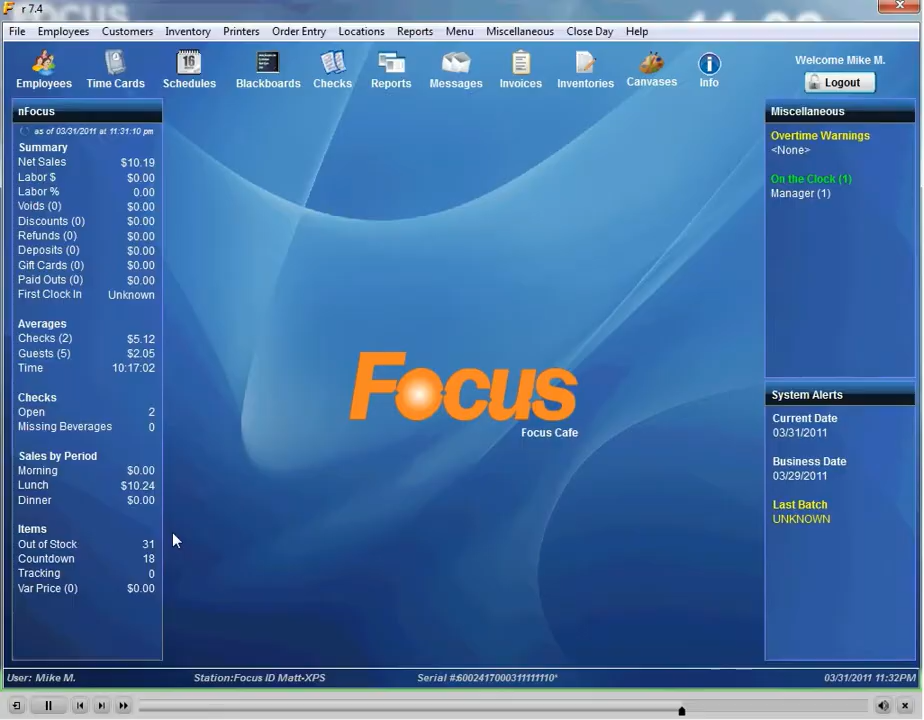 r 7.4
File Employees Customers Inventory Printers Order Entry Locations Reports Menu Miscellaneous Close Day Help
16
Employees Time Cards Schedules Blackboards Checks Reports Messages Invoices Inventories Canvases Info
Welcome Mike M.
Logout
nFocus
as of 03/31/2011 at 11:31:10 pm
Summary
Net Sales $10.19
Labor $ $0.00
Labor % 0.00
Voids (0) $0.00
Discounts (0) $0.00
Refunds (0) $0.00
Deposits (0) $0.00
Gift Cards (0) $0.00
Paid Outs (0) $0.00
First Clock In Unknown
Averages
Checks (2) $5.12
Guests (5) $2.05
Time 10:17:02
Checks
Open 2
Missing Beverages 0
Sales by Period
Morning $0.00
Lunch $10.24
Dinner $0.00
Items
Out of Stock 31
Countdown 18
Tracking 0
Var Price (0) $0.00
Focus
Focus Cafe
Miscellaneous
Overtime Warnings
<None>
On the Clock (1)
Manager (1)
System Alerts
Current Date
03/31/2011
Business Date
03/29/2011
Last Batch
UNKNOWN
User: Mike M. Station:Focus ID Matt-XPS Serial #:6002417000311111110* 03/31/2011 11:32PM